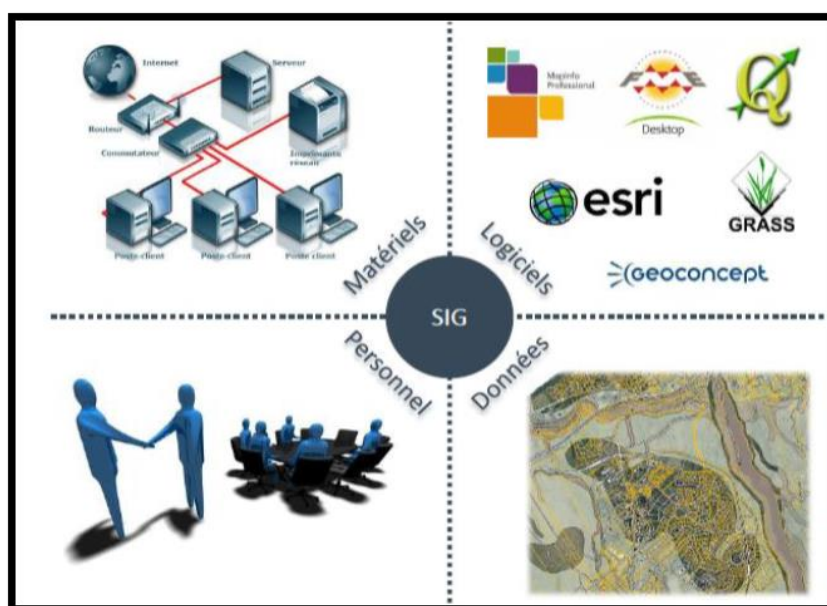 Internet
Serveur
Routeur
Commutateur
Imprimante
réseau
Poste client
Poste client
Poste client
Matériels
Mapinfo
Professional
FME
Desktop
esri
GRASS
Geoconcept
Logiciels
SIG
Personnel
Données